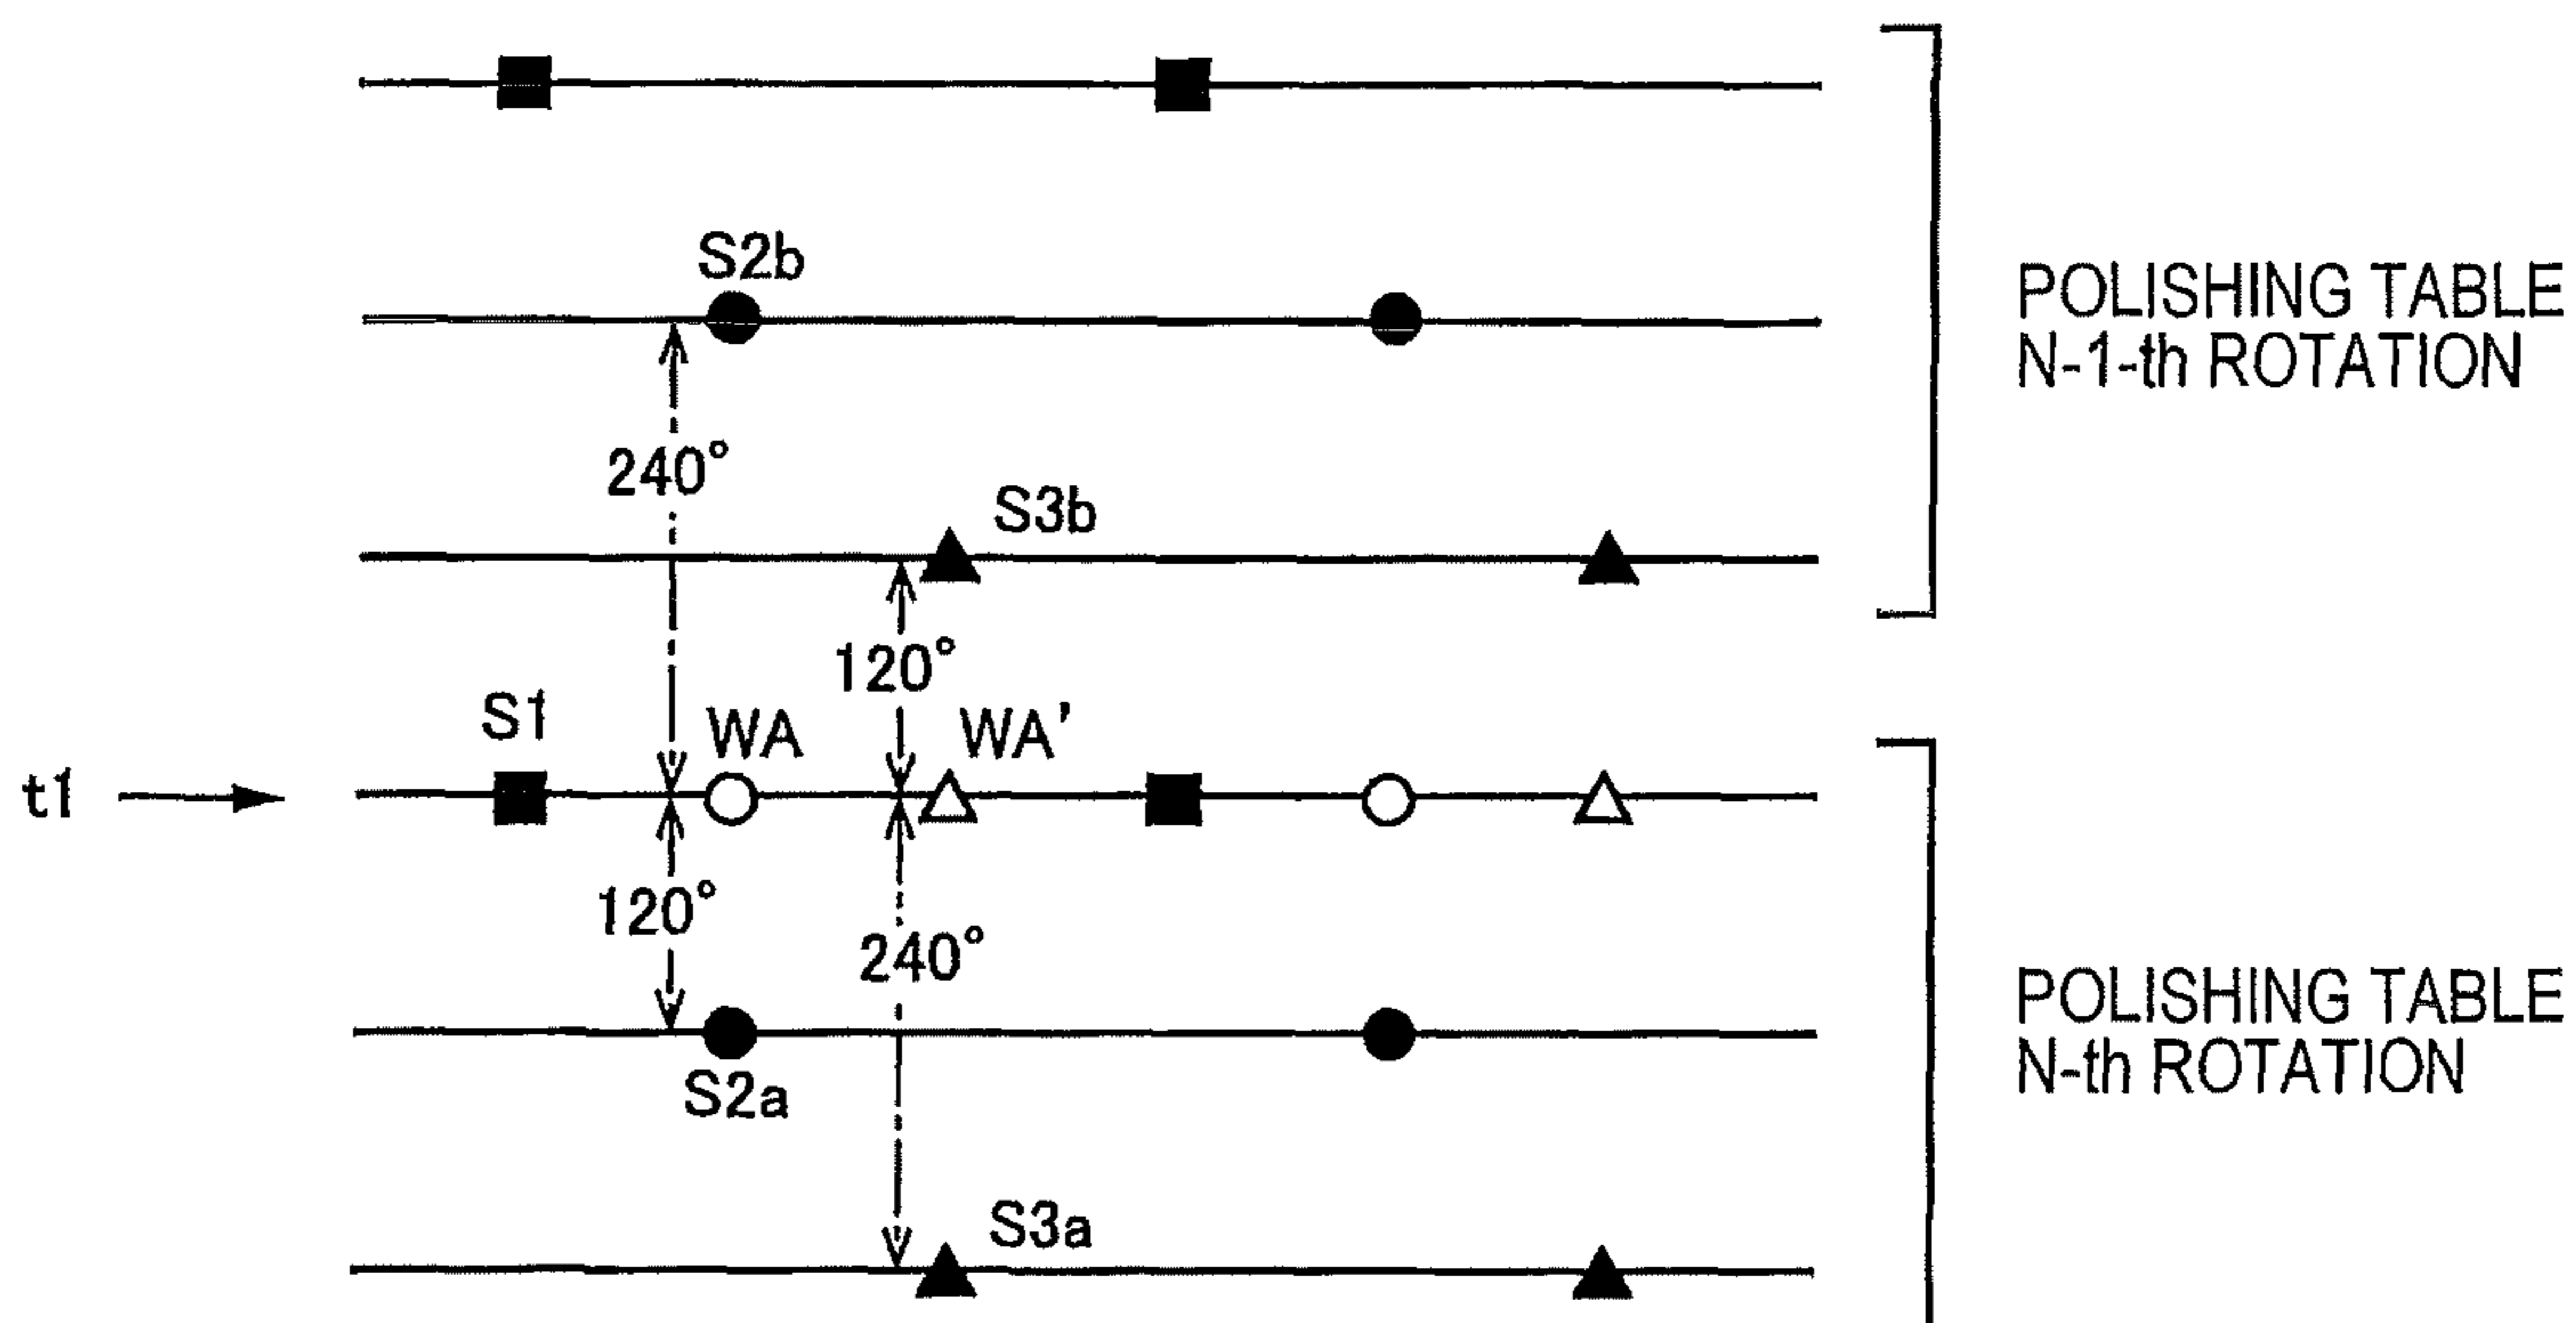 S2b
POLISHING TABLE
N-1-th ROTATION
240°
S3b
120°
S1
WA
WA'
t1
120°
240°
POLISHING TABLE
N-th ROTATION
S2a
S3a